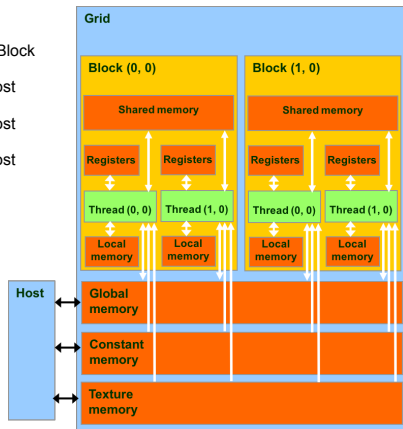 Block
ost
ost
ost
Grid
Block (0, 0)
Block (1, 0)
Shared memory
Shared memory
Registers
Registers
Registers
Registers
Thread (0, 0)
Thread (1, 0)
Thread (0, 0)
Thread (1, 0)
Local
memory
Local
memory
Local
memory
Local
memory
Host
Global
memory
Constant
memory
Texture
memory